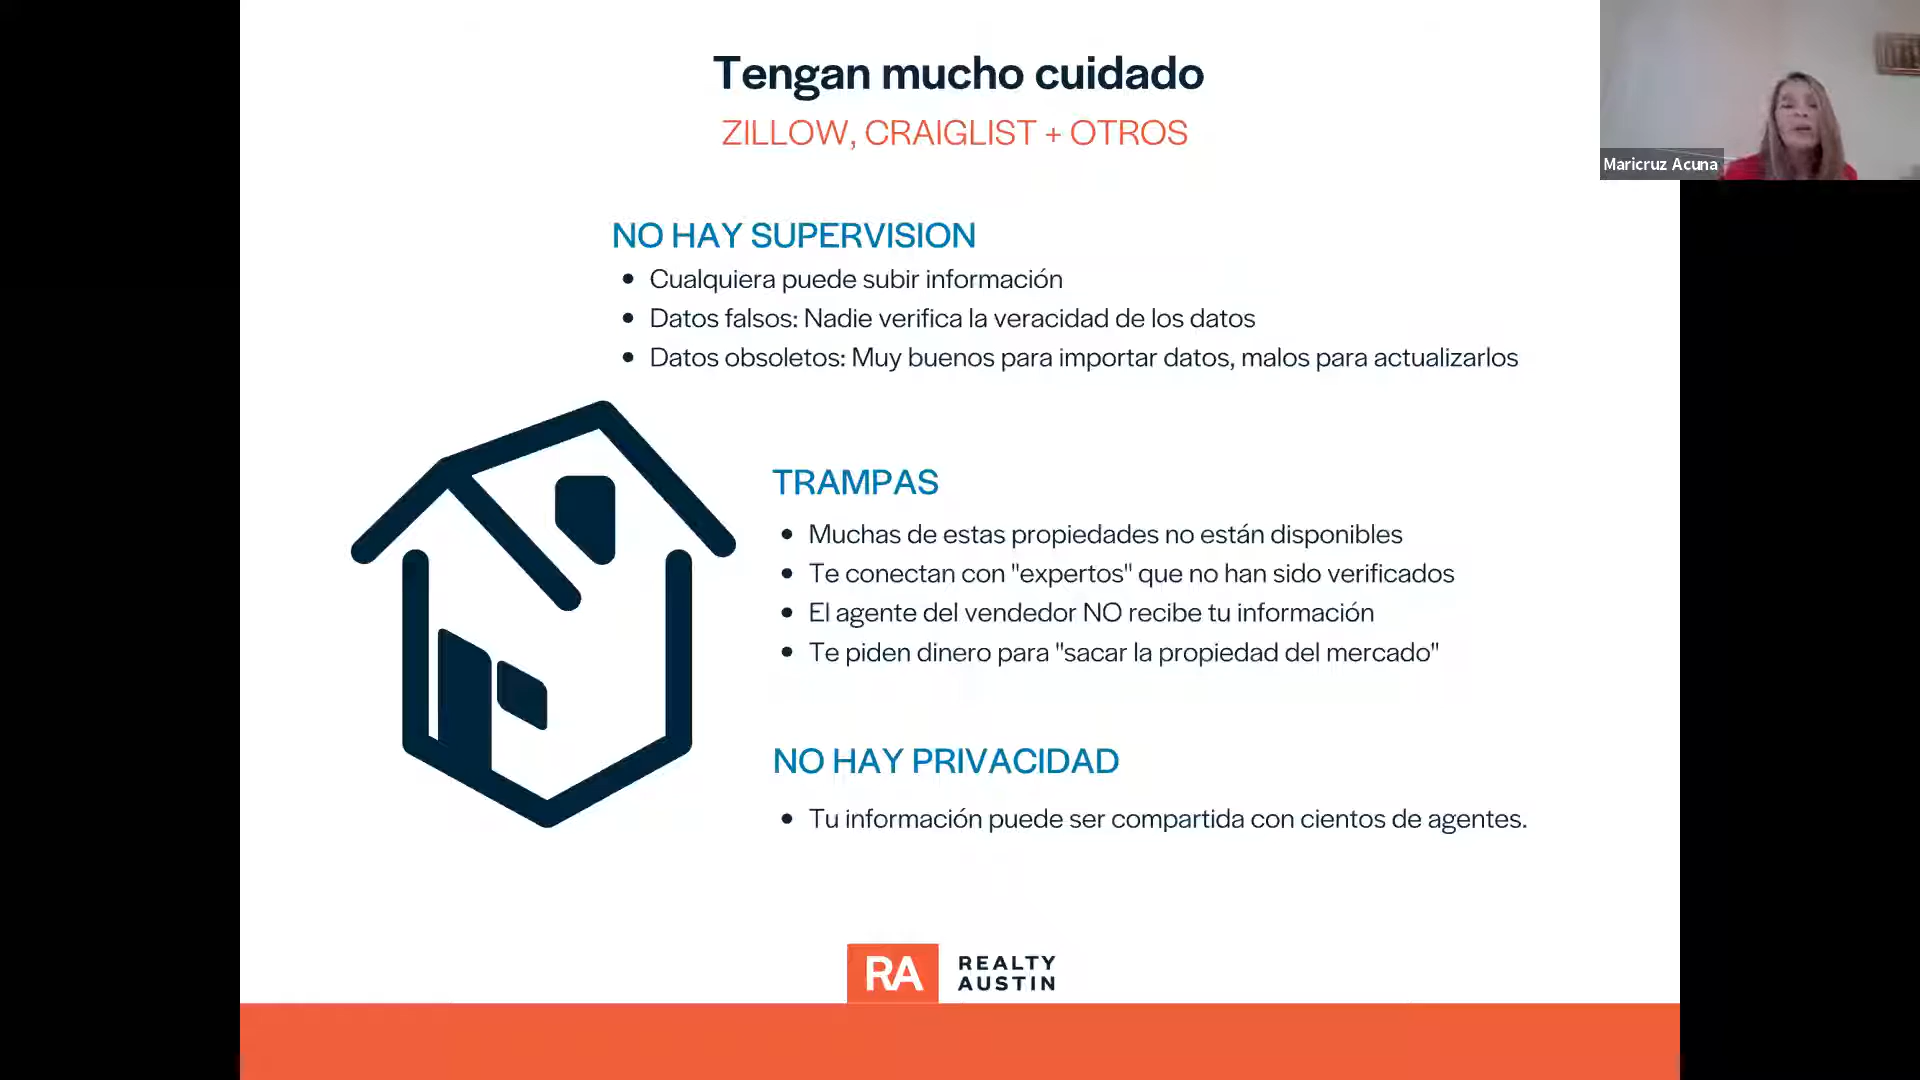 Tengan mucho cuidado
ZILLOW, CRAIGLIST + OTROS
Maricruz Acuna
NO HAY SUPERVISION
• Cualquiera puede subir información
• Datos falsos: Nadie verifica la veracidad de los datos
• Datos obsoletos: Muy buenos para importar datos, malos para actualizarlos
TRAMPAS
• Muchas de estas propiedades no están disponibles
• Te conectan con "expertos" que no han sido verificados
• El agente del vendedor NO recibe tu información
• Te piden dinero para "sacar la propiedad del mercado"
NO HAY PRIVACIDAD
• Tu información puede ser compartida con cientos de agentes.
RA
REALTY
AUSTIN